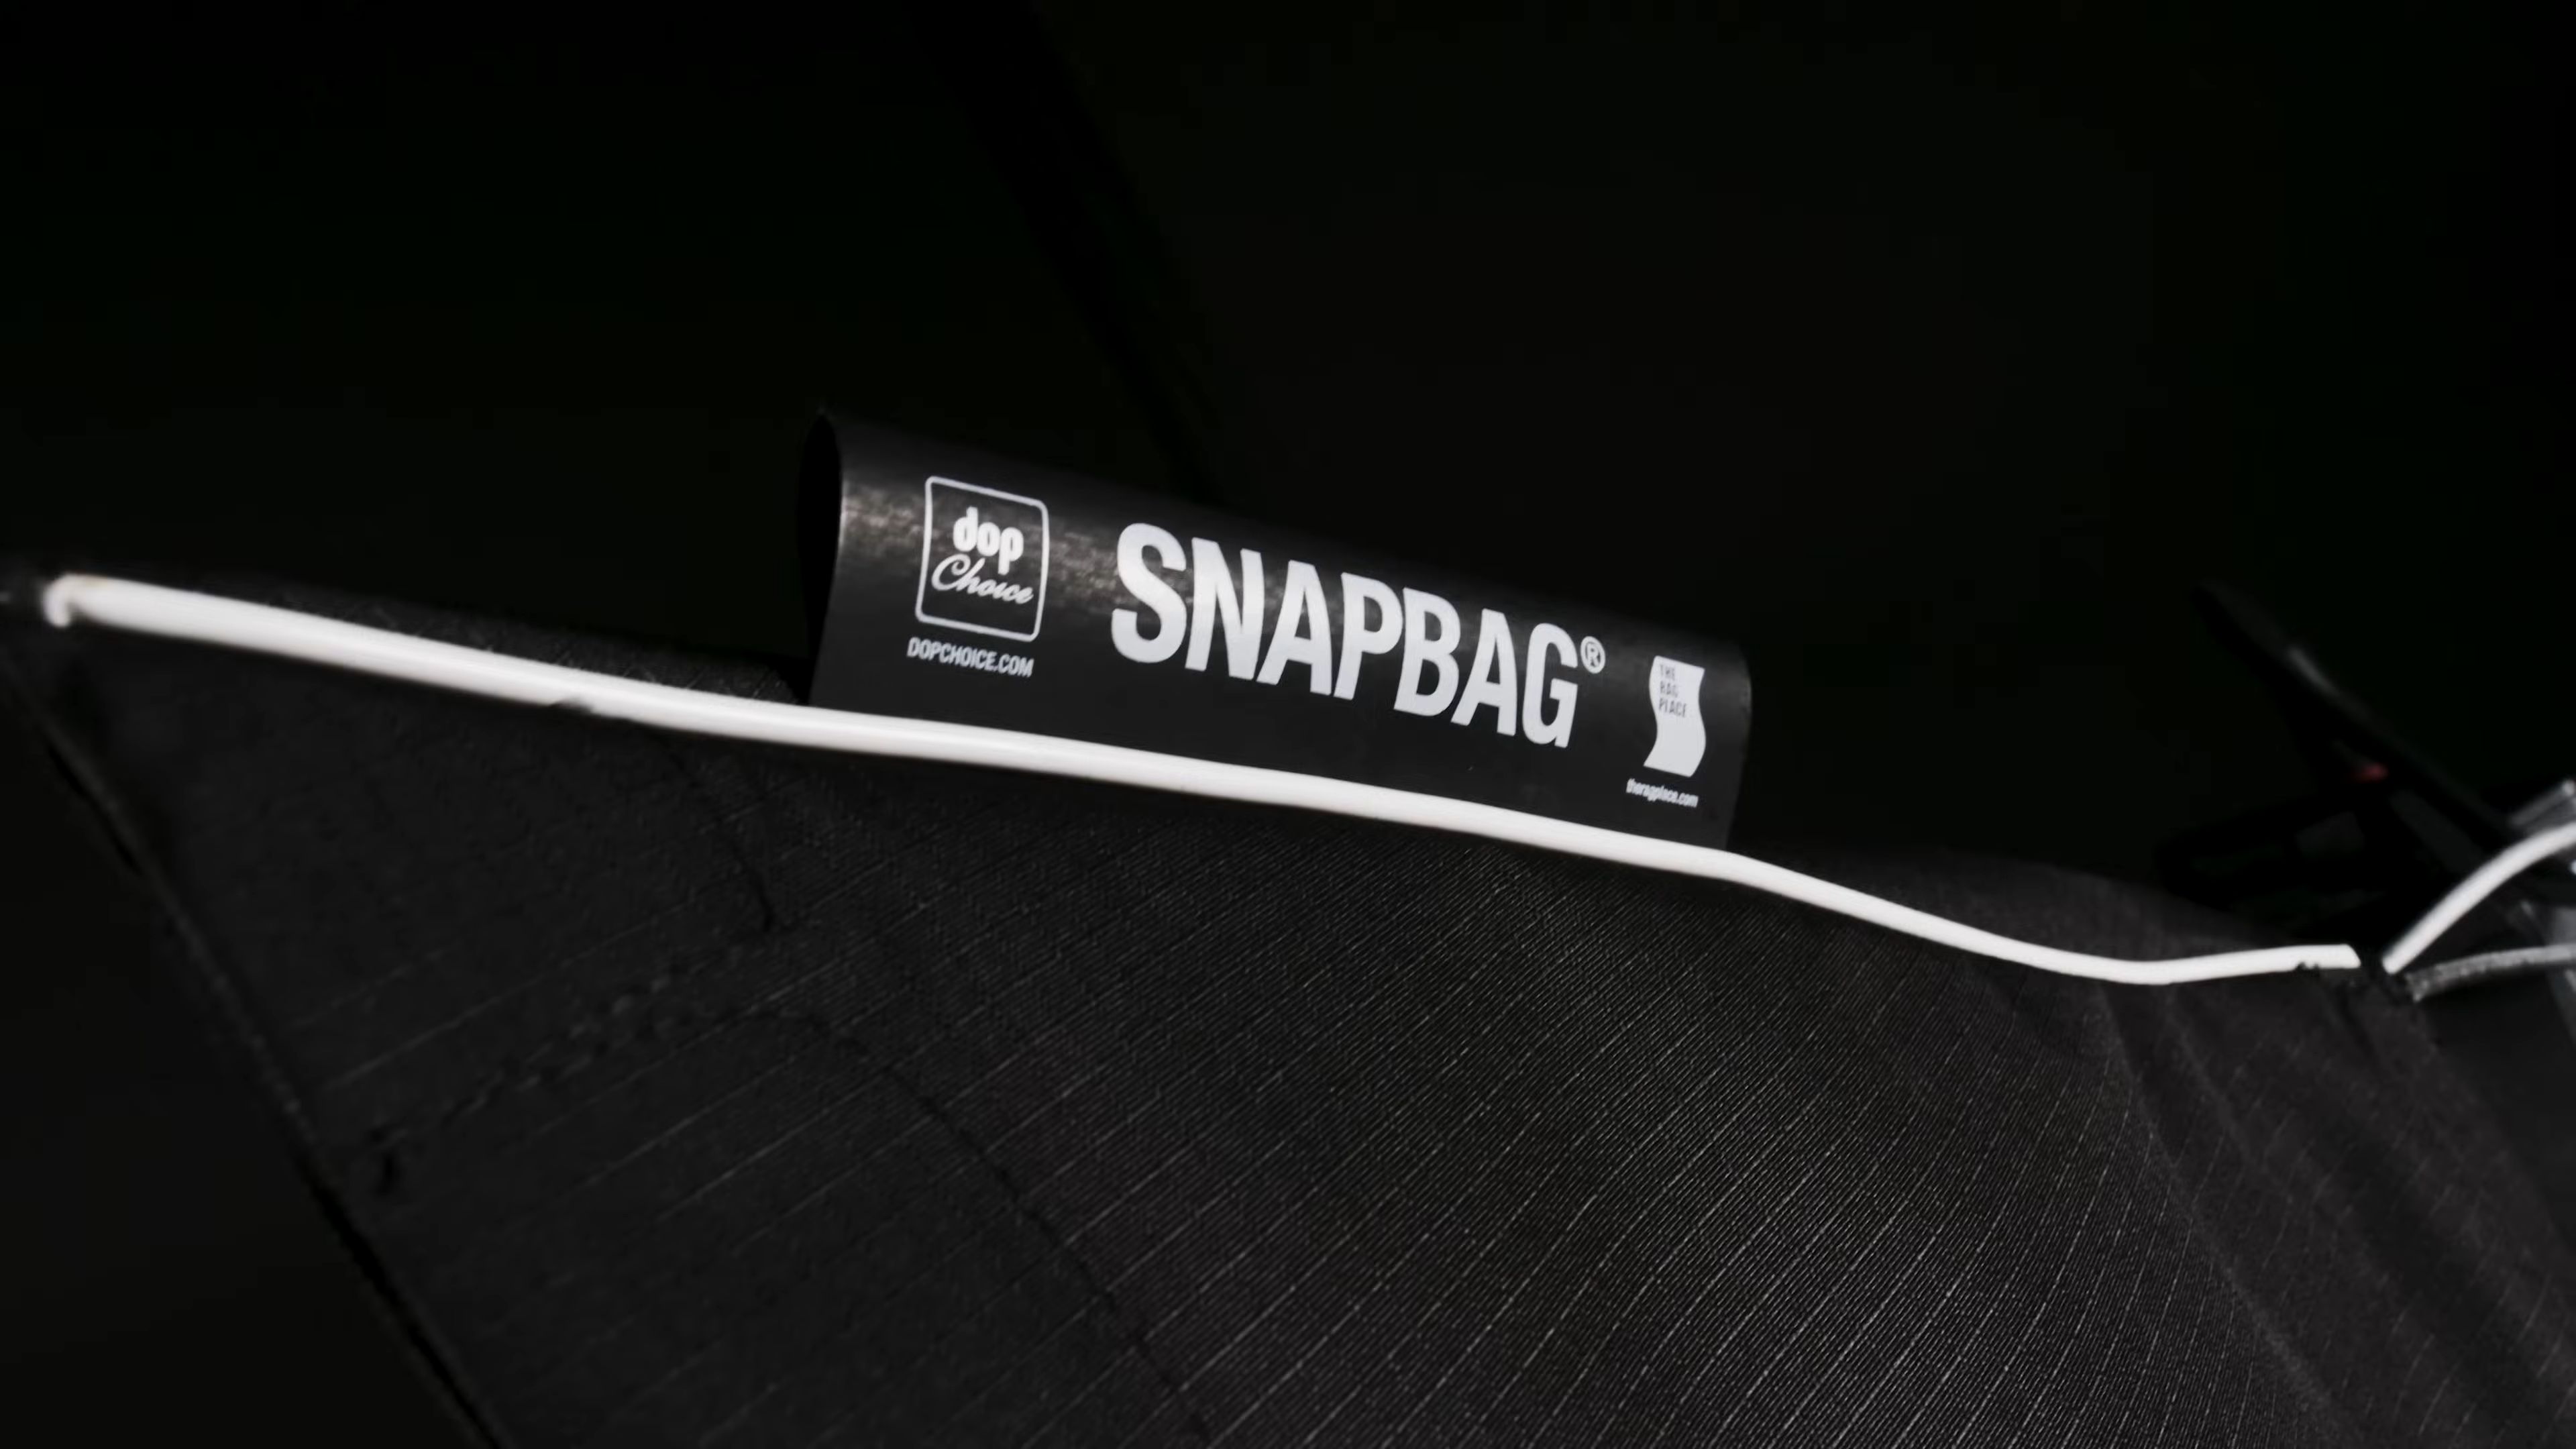 dop
Choice
DOPCHOICE.COM
SNAPBAG®
THE
RAG
PLACE
theragplace.com